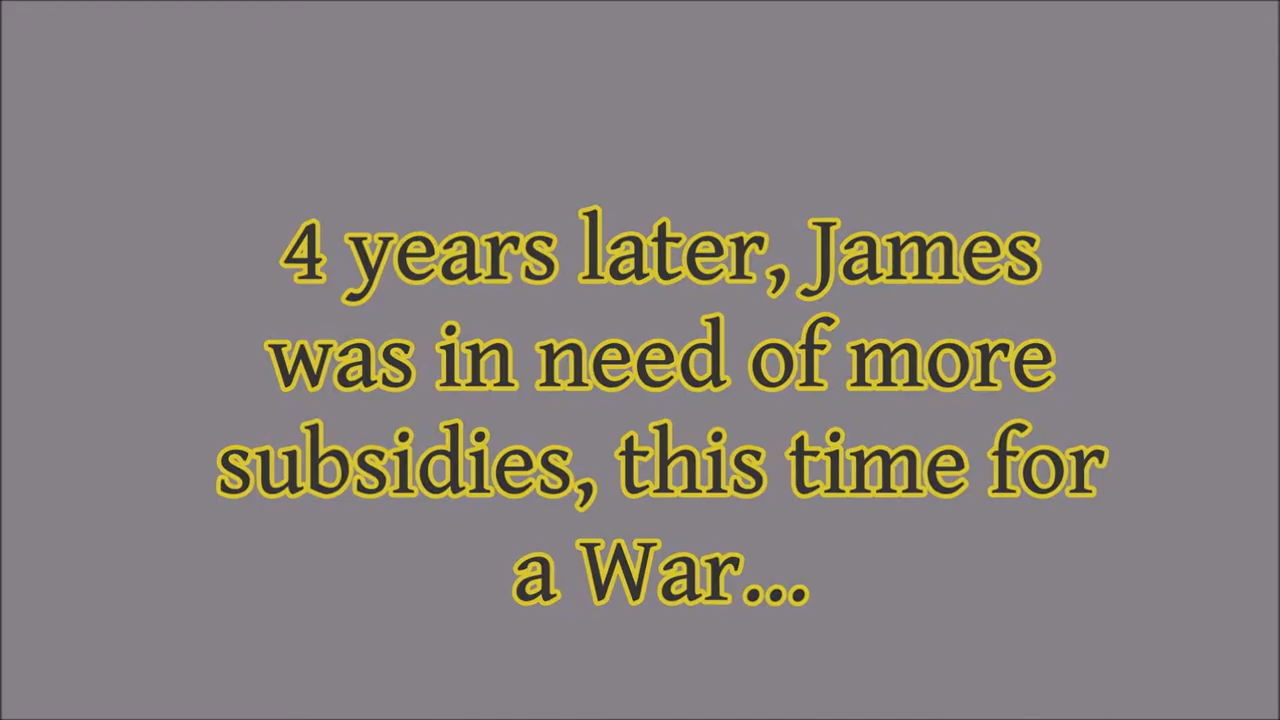 4 years later, James
was in need of more
subsidies, this time for
a War...